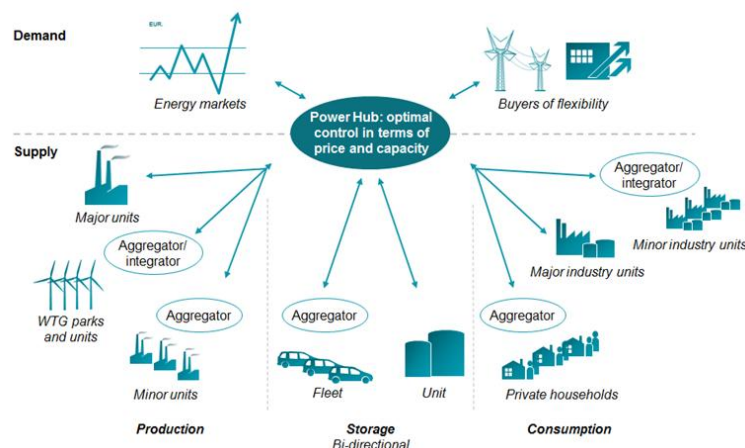 EUR.
Demand
Energy markets
Buyers of flexibility
Power Hub: optimal
control in terms of
price and capacity
Supply
Major units
Aggregator/
integrator
WTG parks
and units
Aggregator
Minor units
Aggregator
Fleet
Unit
Aggregator/
integrator
Minor industry units
Major industry units
Aggregator
Private households
Production
Storage
Bi-directional
Consumption